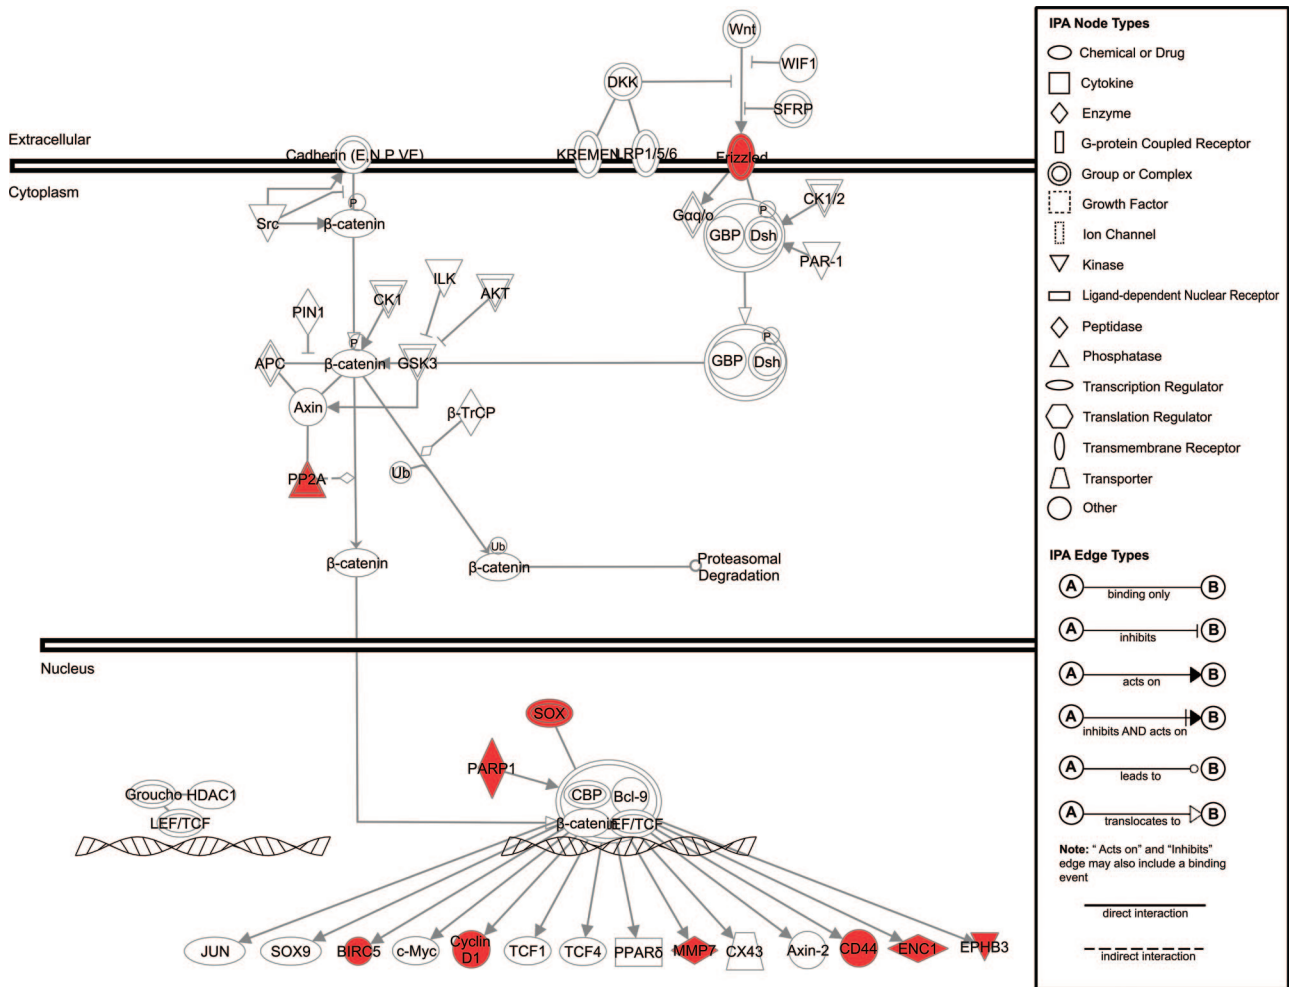 Wnt
WIF1
DKK
SFRP
Extracellular
Cadherin (E,N,P,VE)
KREMEN
LRP1/5/6
Frizzled
Cytoplasm
Src
P
β-catenin
Gαq/o
GBP
P
Dsh
CK1/2
PAR-1
PIN1
CK1
ILK
AKT
APC
P
β-catenin
GSK3
GBP
P
Dsh
Axin
β-TrCP
PP2A
Ub
β-catenin
Ub
β-catenin
Proteasomal
Degradation
Nucleus
SOX
PARP1
CBP
Bcl-9
β-catenin
LEF/TCF
Groucho
HDAC1
LEF/TCF
JUN
SOX9
BIRC5
c-Myc
Cyclin
D1
TCF1
TCF4
PPARδ
MMP7
CX43
Axin-2
CD44
ENC1
EPHB3
IPA Node Types
Chemical or Drug
Cytokine
Enzyme
G-protein Coupled Receptor
Group or Complex
Growth Factor
Ion Channel
Kinase
Ligand-dependent Nuclear Receptor
Peptidase
Phosphatase
Transcription Regulator
Translation Regulator
Transmembrane Receptor
Transporter
Other
IPA Edge Types
A binding only B
A inhibits B
A acts on B
A inhibits AND acts on B
A leads to B
A translocates to B
Note: “ Acts on” and “Inhibits”
edge may also include a binding
event
direct interaction
indirect interaction